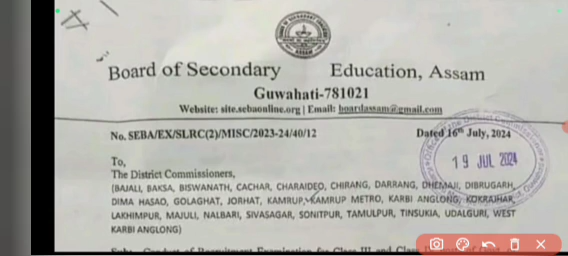 Board of Secondary Education, Assam
Guwahati-781021
Website: site.sebaonline.org | Email: boardassam@gmail.com
No. SEBA/EX/SLRC(2)/MISC/2023-24/40/12 Dated 16th July, 2024
19 JUL 2024
To,
The District Commissioners,
(BAJALI, BAKSA, BISWANATH, CACHAR, CHARAIDEO, CHIRANG, DARRANG, DHEMAJI, DIBRUGARH,
DIMA HASAO, GOLAGHAT, JORHAT, KAMRUP, KAMRUP METRO, KARBI ANGLONG, KOKRAJHAR,
LAKHIMPUR, MAJULI, NALBARI, SIVASAGAR, SONITPUR, TAMULPUR, TINSUKIA, UDALGURI, WEST
KARBI ANGLONG)